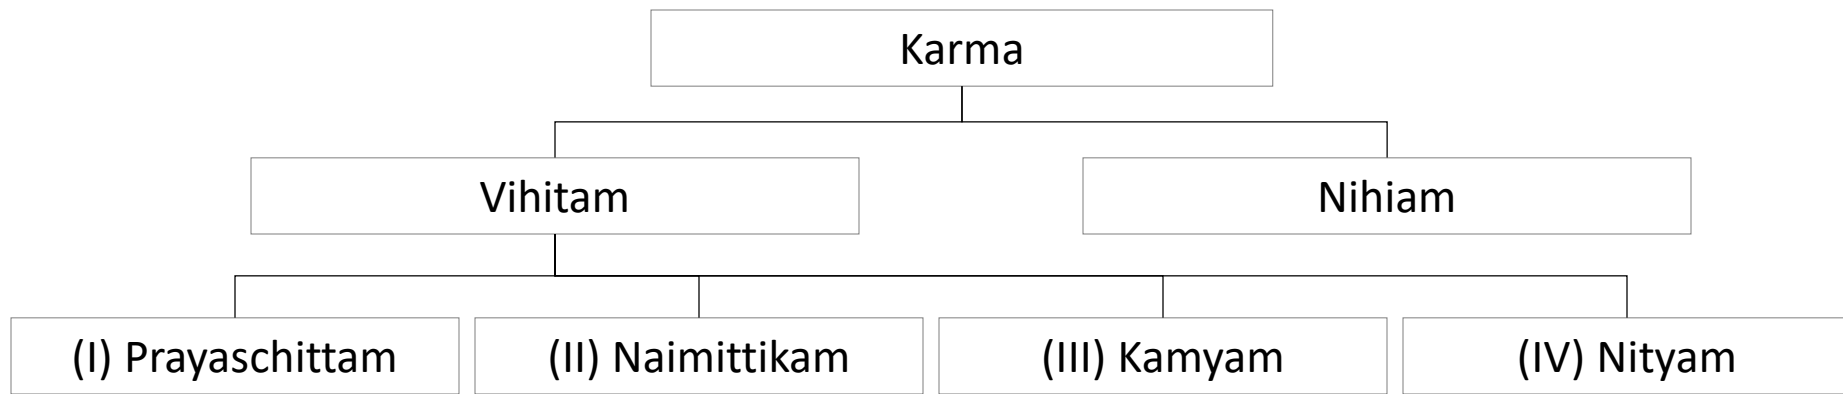 Karma
Vihitam
Nihiam
(I) Prayaschittam
(II) Naimittikam
(III) Kamyam
(IV) Nityam